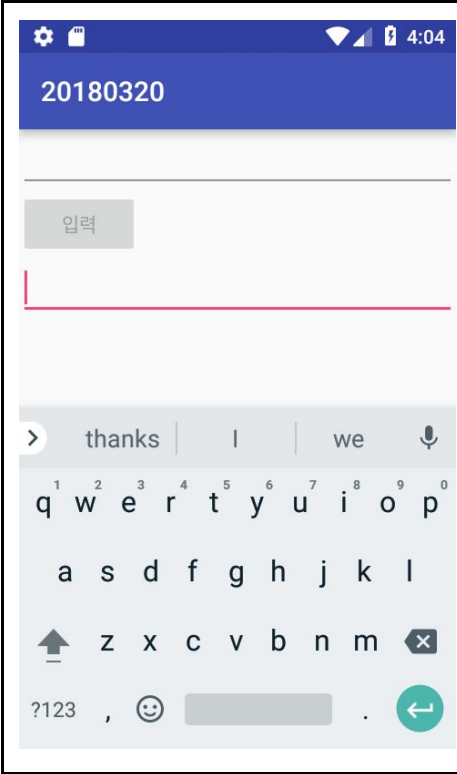 4:04
20180320
입력
thanks I we
1 2 3 4 5 6 7 8 9 0
q w e r t y u i o p
a s d f g h j k l
z x c v b n m
?123 , .